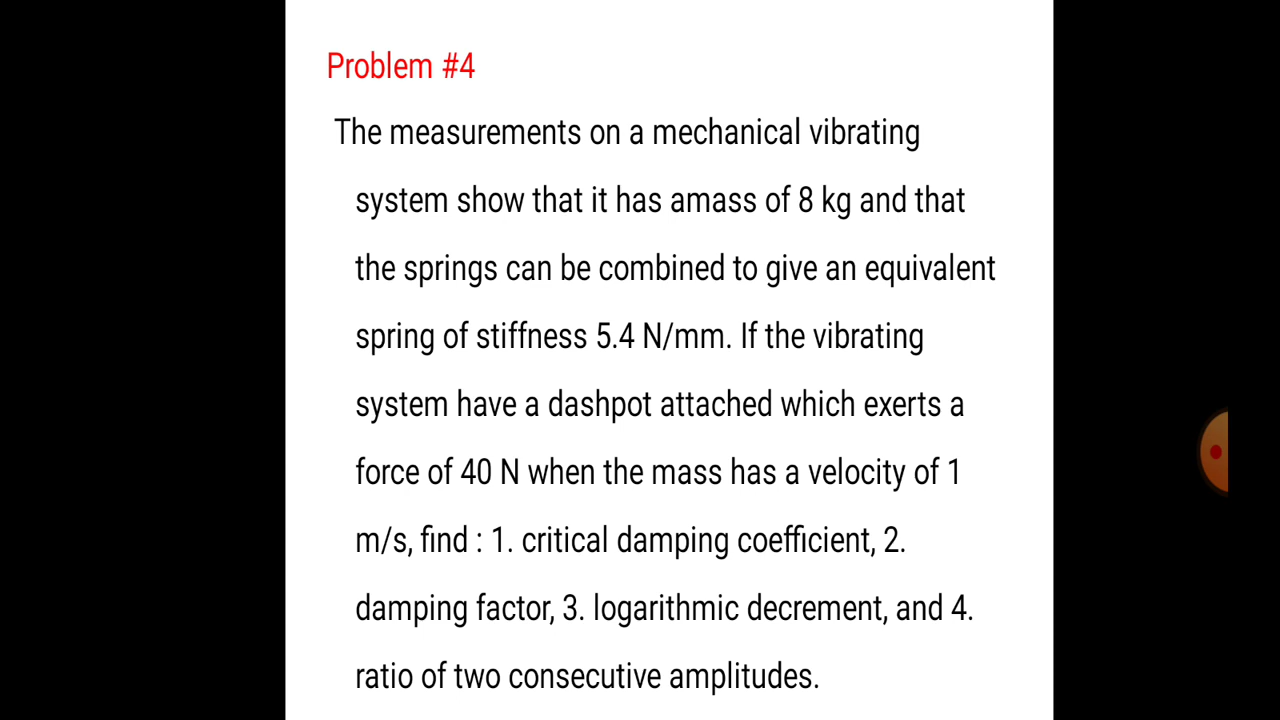 Problem #4
The measurements on a mechanical vibrating
system show that it has amass of 8 kg and that
the springs can be combined to give an equivalent
spring of stiffness 5.4 N/mm. If the vibrating
system have a dashpot attached which exerts a
force of 40 N when the mass has a velocity of 1
m/s, find : 1. critical damping coefficient, 2.
damping factor, 3. logarithmic decrement, and 4.
ratio of two consecutive amplitudes.